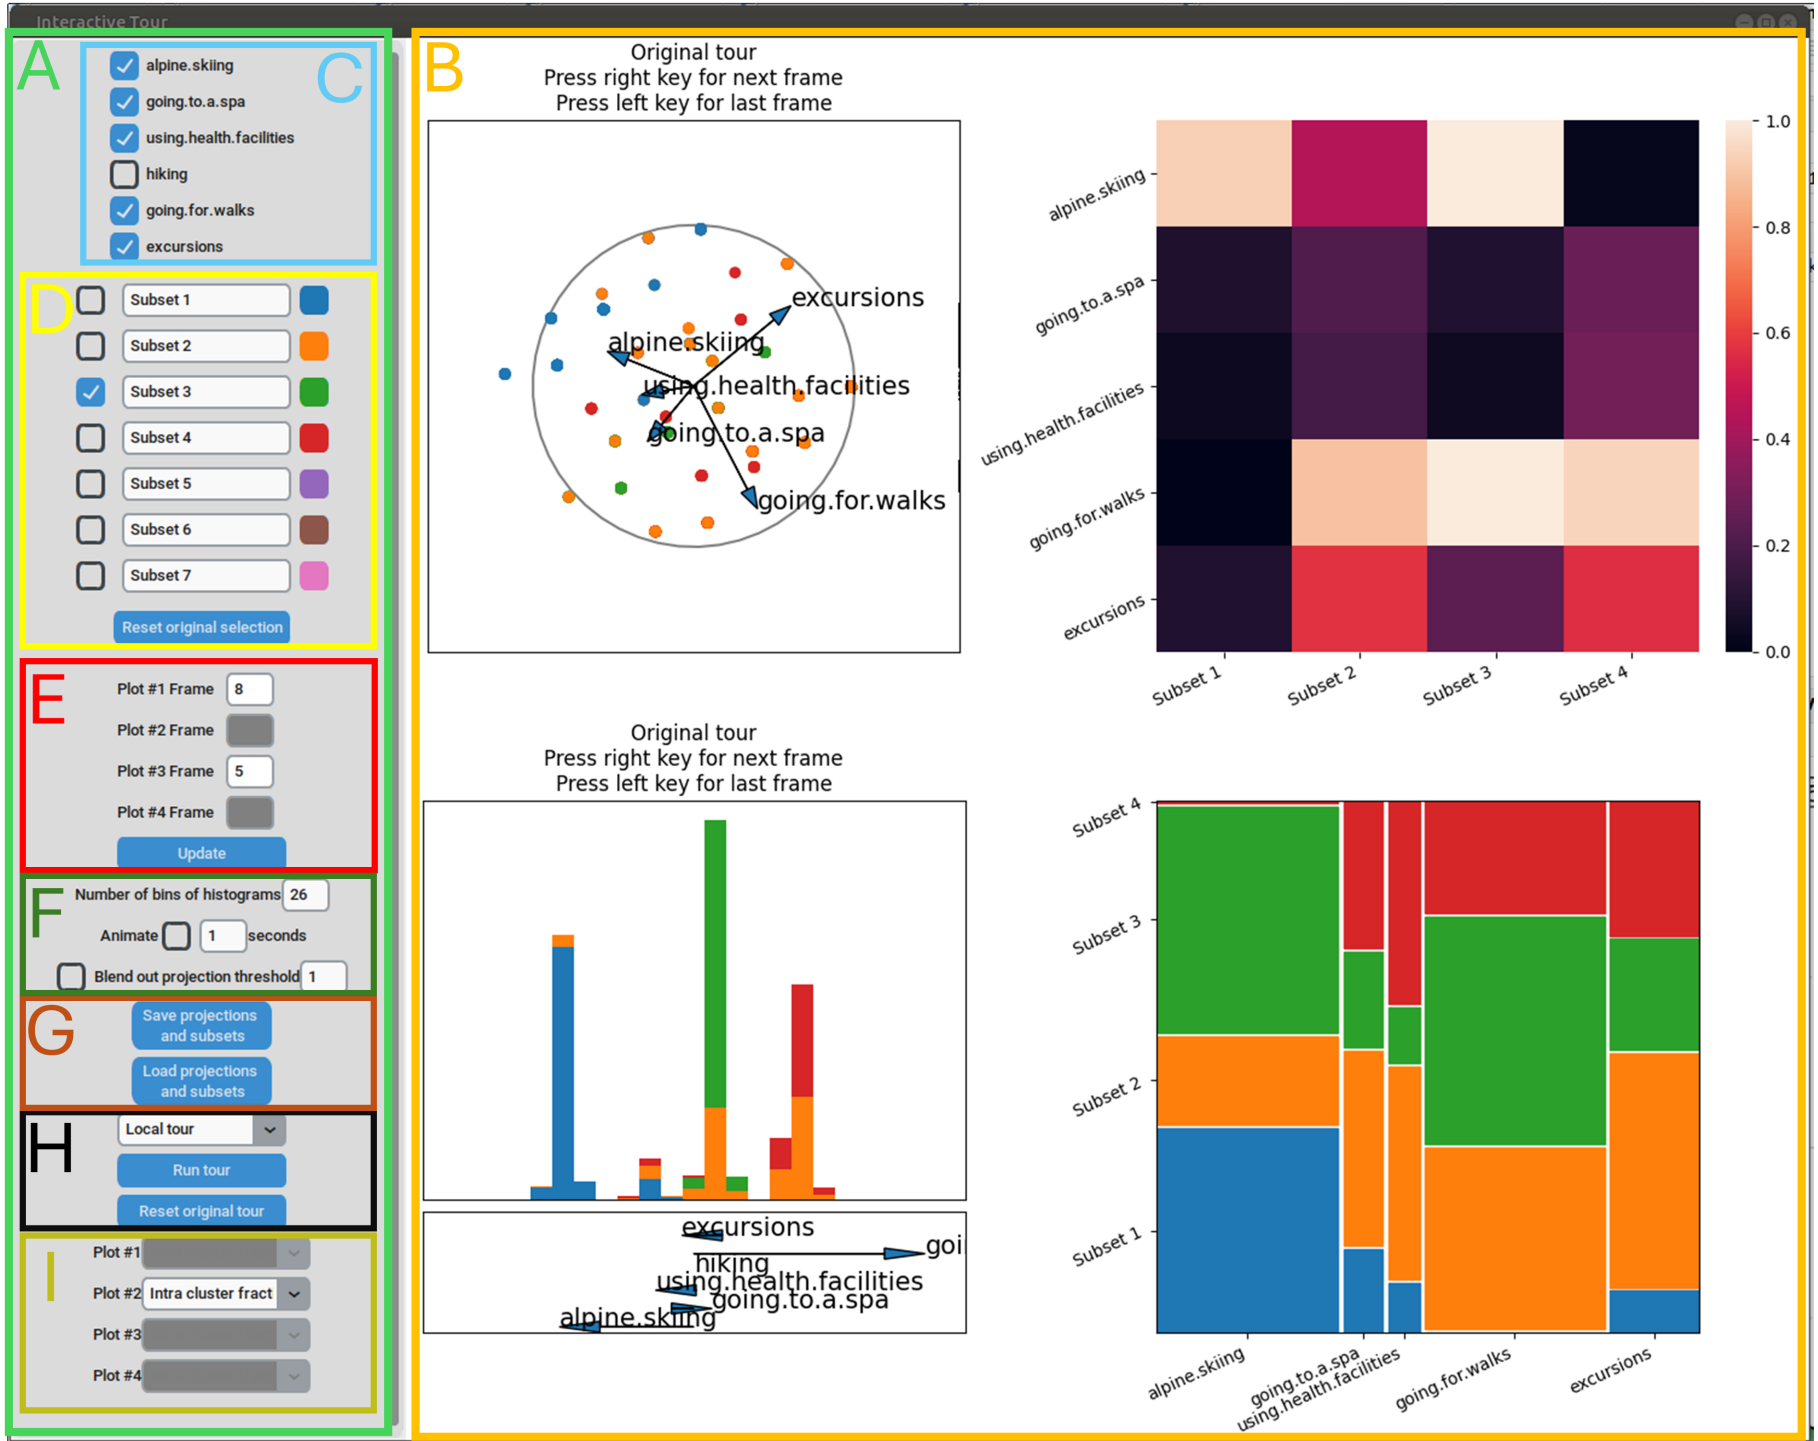 Interactive Tour
A
C
alpine.skiing
going.to.a.spa
using.health.facilities
hiking
going.for.walks
excursions
D
Subset 1
Subset 2
Subset 3
Subset 4
Subset 5
Subset 6
Subset 7
Reset original selection
E
Plot #1 Frame 8
Plot #2 Frame
Plot #3 Frame 5
Plot #4 Frame
Update
F
Number of bins of histograms 26
Animate 1 seconds
Blend out projection threshold 1
G
Save projections
and subsets
Load projections
and subsets
H
Local tour
Run tour
Reset original tour
I
Plot #1
Plot #2 Intra cluster fract
Plot #3
Plot #4
B
Original tour
Press right key for next frame
Press left key for last frame
excursions
alpine.skiing
using.health.facilities
going.to.a.spa
going.for.walks
alpine.skiing
going.to.a.spa
using.health.facilities
going.for.walks
excursions
Subset 1
Subset 2
Subset 3
Subset 4
1.0
0.8
0.6
0.4
0.2
0.0
Original tour
Press right key for next frame
Press left key for last frame
excursions
goi
hiking
using.health.facilities
going.to.a.spa
alpine.skiing
Subset 4
Subset 3
Subset 2
Subset 1
alpine.skiing
going.to.a.spa
using.health.facilities
going.for.walks
excursions